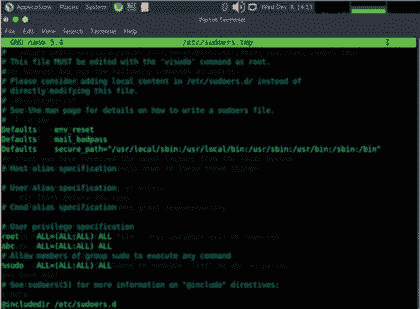 Applications Places System Wed Dec 8, 14:21
Parrot Terminal
File Edit View Search Terminal Help
GNU nano 5.4 /etc/sudoers.tmp
#
# This file MUST be edited with the 'visudo' command as root.
#
# Please consider adding local content in /etc/sudoers.d/ instead of
# directly modifying this file.
#
# See the man page for details on how to write a sudoers file.
#
Defaults env_reset
Defaults mail_badpass
Defaults secure_path="/usr/local/sbin:/usr/local/bin:/usr/sbin:/usr/bin:/sbin:/bin"
# Host alias specification
# User alias specification
# Cmnd alias specification
# User privilege specification
root ALL=(ALL:ALL) ALL
abc ALL=(ALL:ALL) ALL
# Allow members of group sudo to execute any command
%sudo ALL=(ALL:ALL) ALL
# See sudoers(5) for more information on "@include" directives:
@includedir /etc/sudoers.d